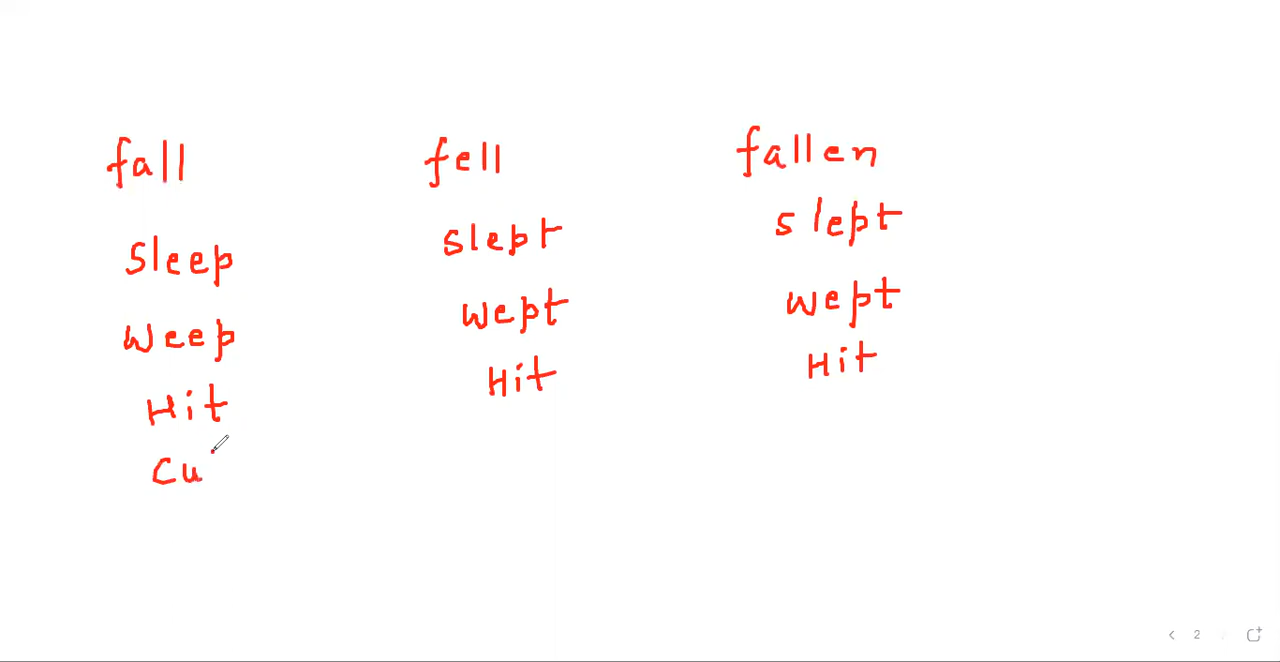 fall fell fallen
Sleep slept slept
Weep wept wept
Hit Hit Hit
Cu
2